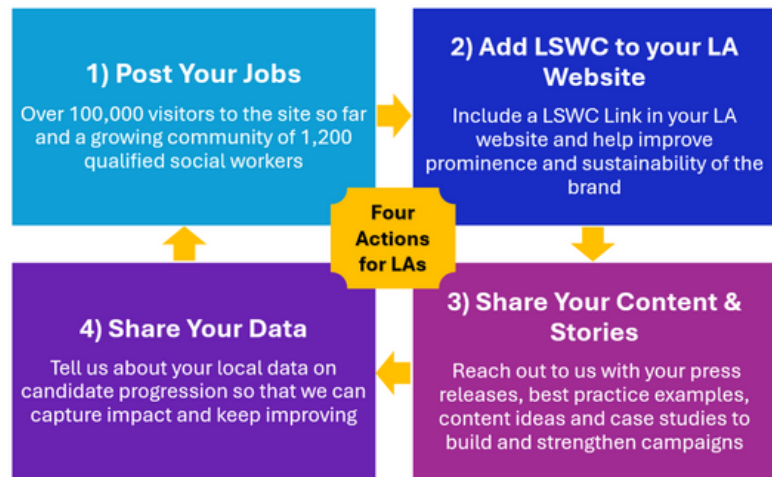 1) Post Your Jobs
Over 100,000 visitors to the site so far
and a growing community of 1,200
qualified social workers
2) Add LSWC to your LA
Website
Include a LSWC Link in your LA
website and help improve
prominence and sustainability of the
brand
Four
Actions
for LAs
3) Share Your Content &
Stories
Reach out to us with your press
releases, best practice examples,
content ideas and case studies to
build and strengthen campaigns
4) Share Your Data
Tell us about your local data on
candidate progression so that we can
capture impact and keep improving